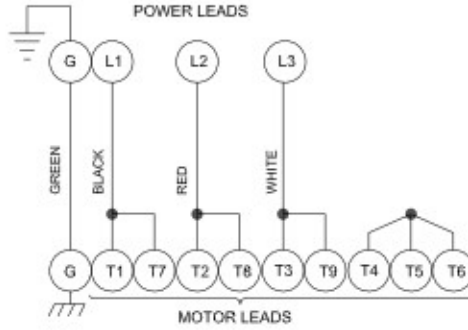 POWER LEADS
G L1 L2 L3
GREEN
BLACK
RED
WHITE
G T1 T7 T2 T8 T3 T9 T4 T5 T6
MOTOR LEADS